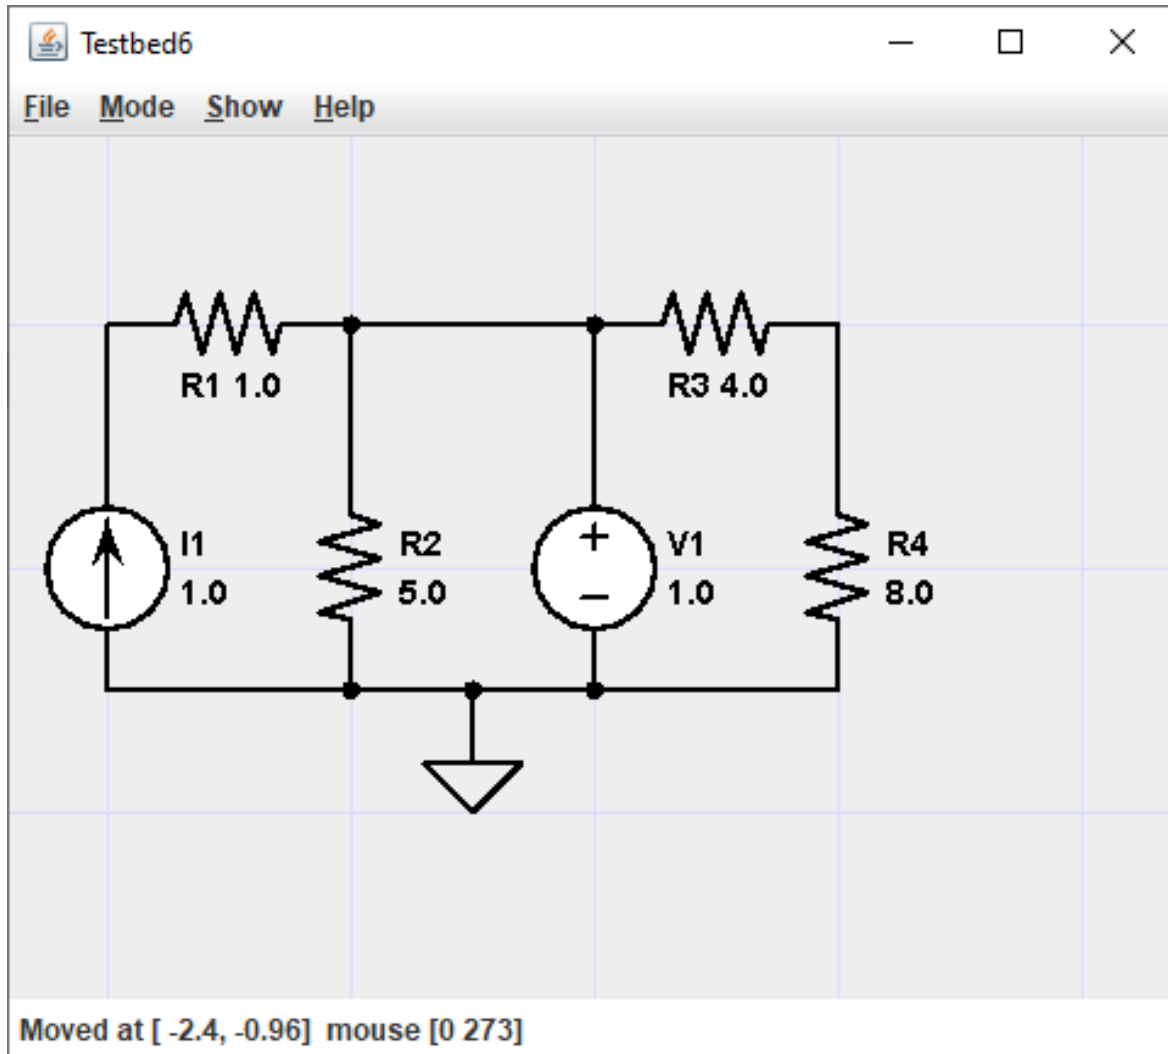 Testbed6
File Mode Show Help
R1 1.0
R3 4.0
I1
1.0
R2
5.0
+
−
V1
1.0
R4
8.0
Moved at [ -2.4, -0.96]  mouse [0 273]